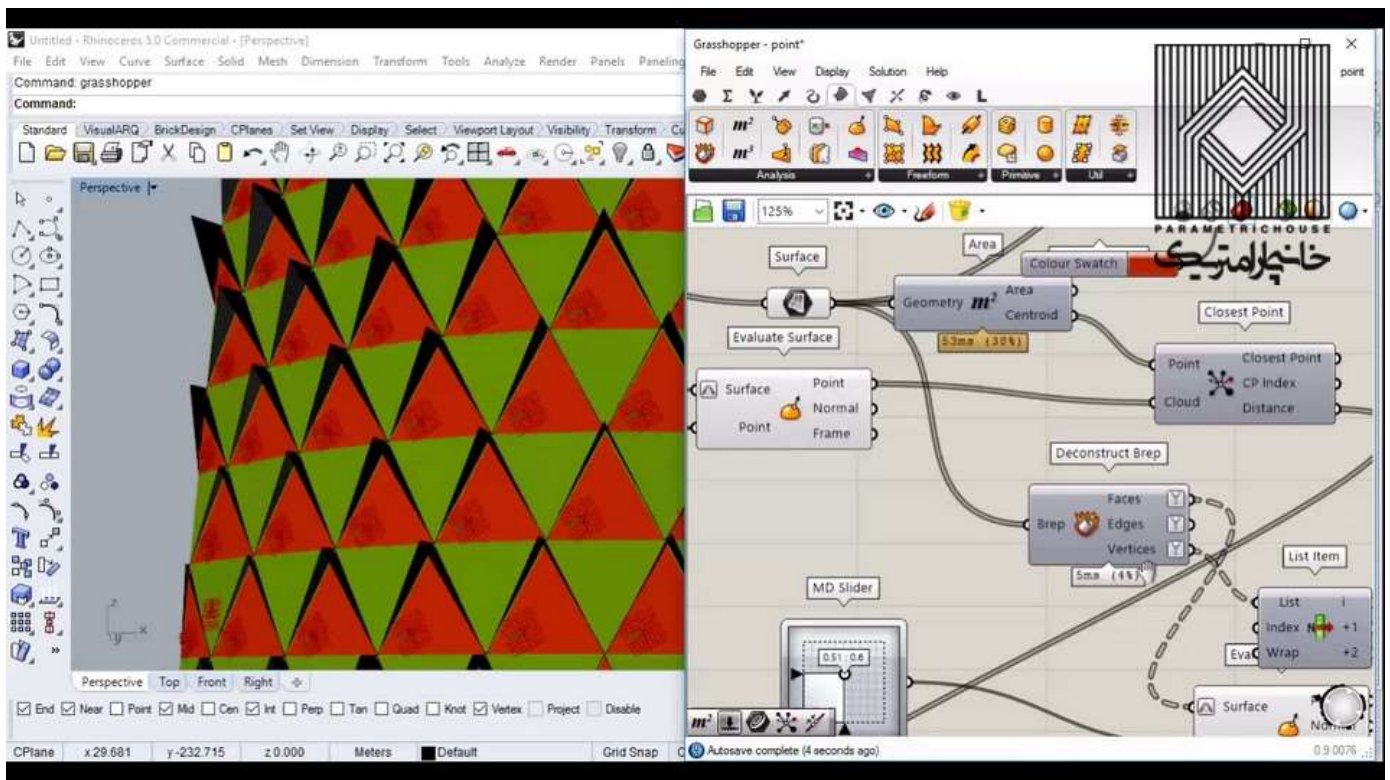 Untitled - Rhinoceros 5.0 Commercial - [Perspective]
File Edit View Curve Surface Solid Mesh Dimension Transform Tools Analyze Render Panels Paneling
Command: grasshopper
Command:
Standard VisualARQ BrickDesign CPlanes Set View Display Select Viewport Layout Visibility Transform Cu
Perspective
z
y x
Perspective Top Front Right
End Near Point Mid Cen Int Perp Tan Quad Knot Vertex Project Disable
CPlane x 29.681 y -232.715 z 0.000 Meters Default Grid Snap
Grasshopper - point*
File Edit View Display Solution Help
point
Σ L
m²
m³
Analysis Freeform Primitive Util
125%
PARAMETRICHOUSE
خانه پارامتریک
Area
Surface
Colour Swatch
Geometry m² Area
Centroid
53ms (30%)
Closest Point
Evaluate Surface
Surface Point
Normal
Point Frame
Point Closest Point
CP Index
Cloud Distance
Deconstruct Brep
Faces
Brep Edges
Vertices
5ms (4%)
List Item
List i
Index +1
Wrap +2
MD Slider
0.51 : 0.6
Eva
Surface
m²
Autosave complete (4 seconds ago)
0.9.0076